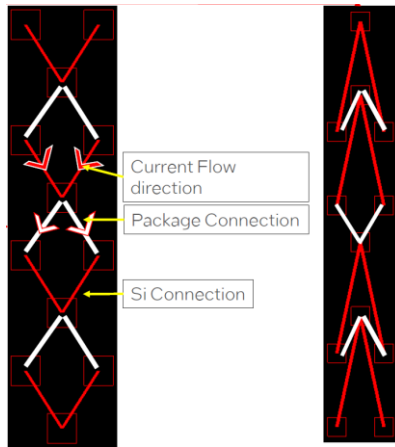 Current Flow
direction
Package Connection
Si Connection